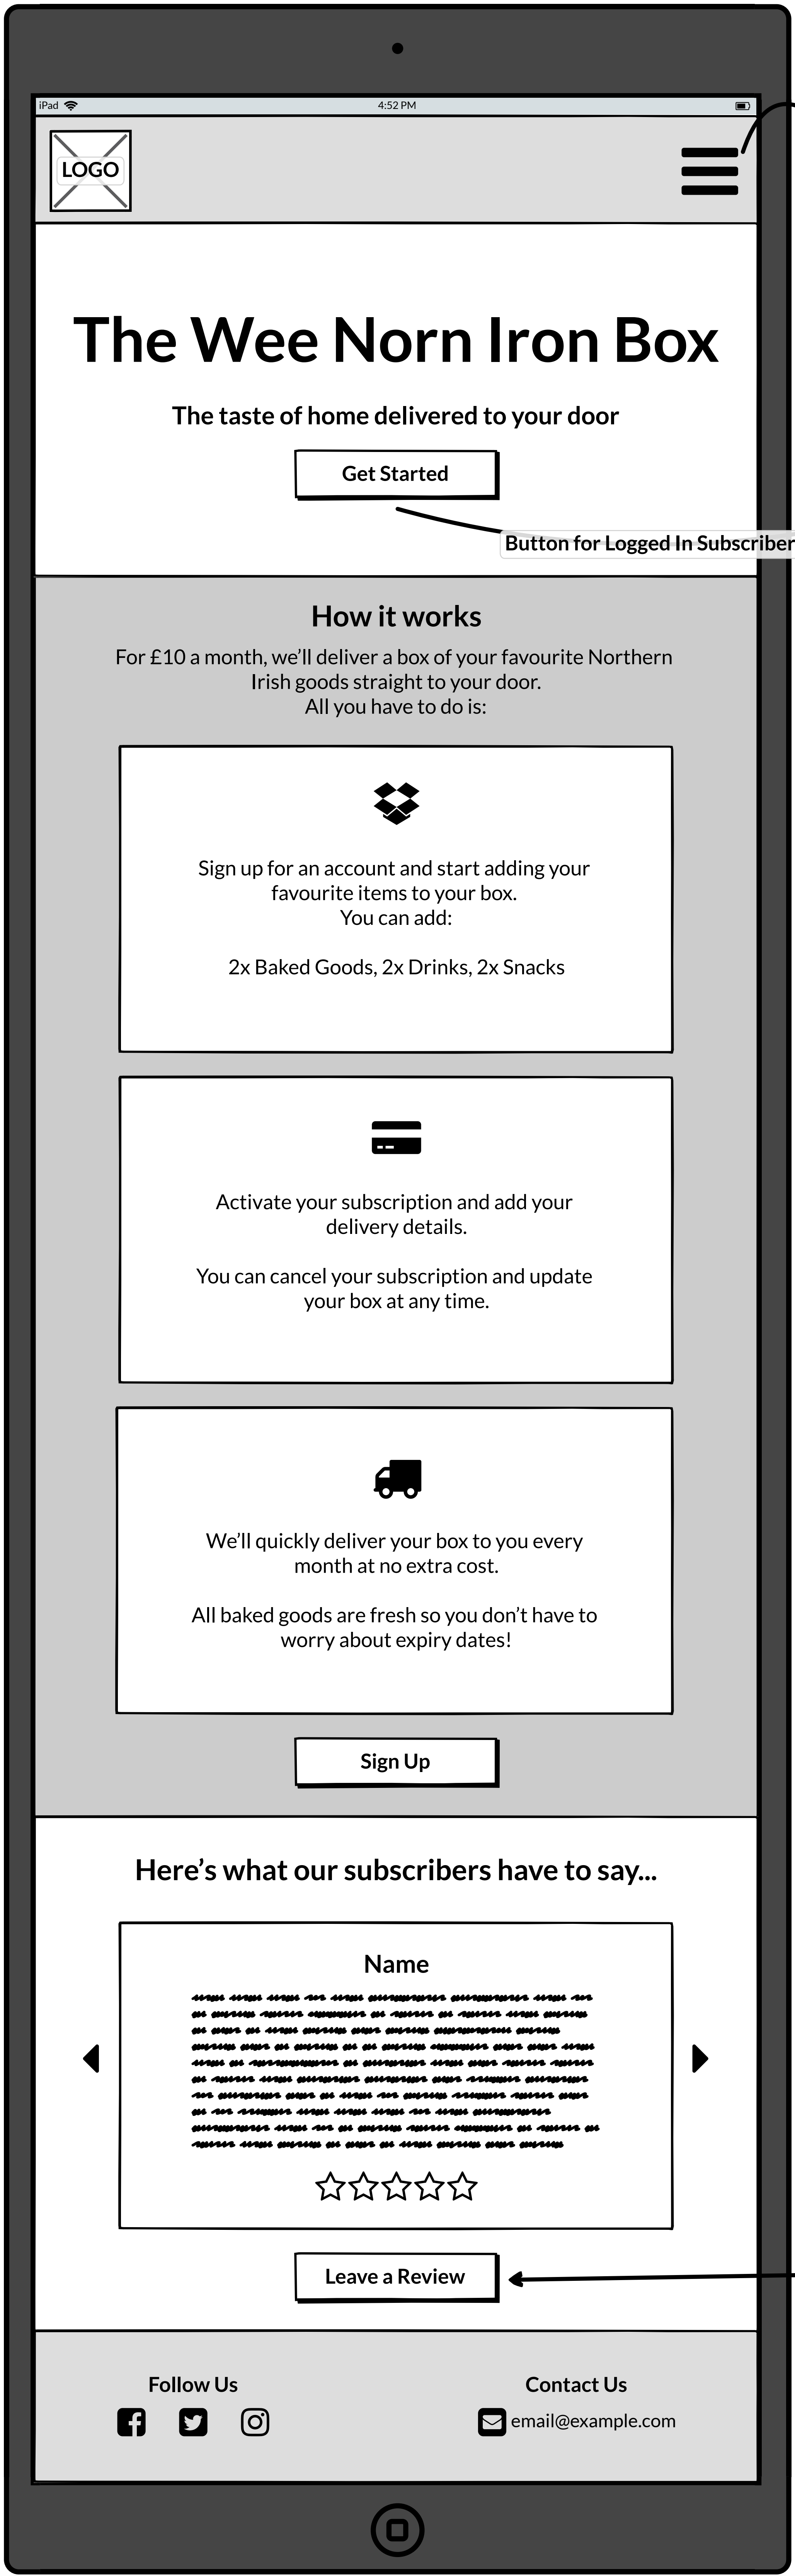 iPad
4:52 PM
LOGO
The Wee Norn Iron Box
The taste of home delivered to your door
Get Started
Button for Logged In Subscriber
How it works
For £10 a month, we’ll deliver a box of your favourite Northern
Irish goods straight to your door.
All you have to do is:
Sign up for an account and start adding your
favourite items to your box.
You can add:
2x Baked Goods, 2x Drinks, 2x Snacks
Activate your subscription and add your
delivery details.
You can cancel your subscription and update
your box at any time.
We’ll quickly deliver your box to you every
month at no extra cost.
All baked goods are fresh so you don’t have to
worry about expiry dates!
Sign Up
Here’s what our subscribers have to say...
Name
Leave a Review
Follow Us
Contact Us
email@example.com